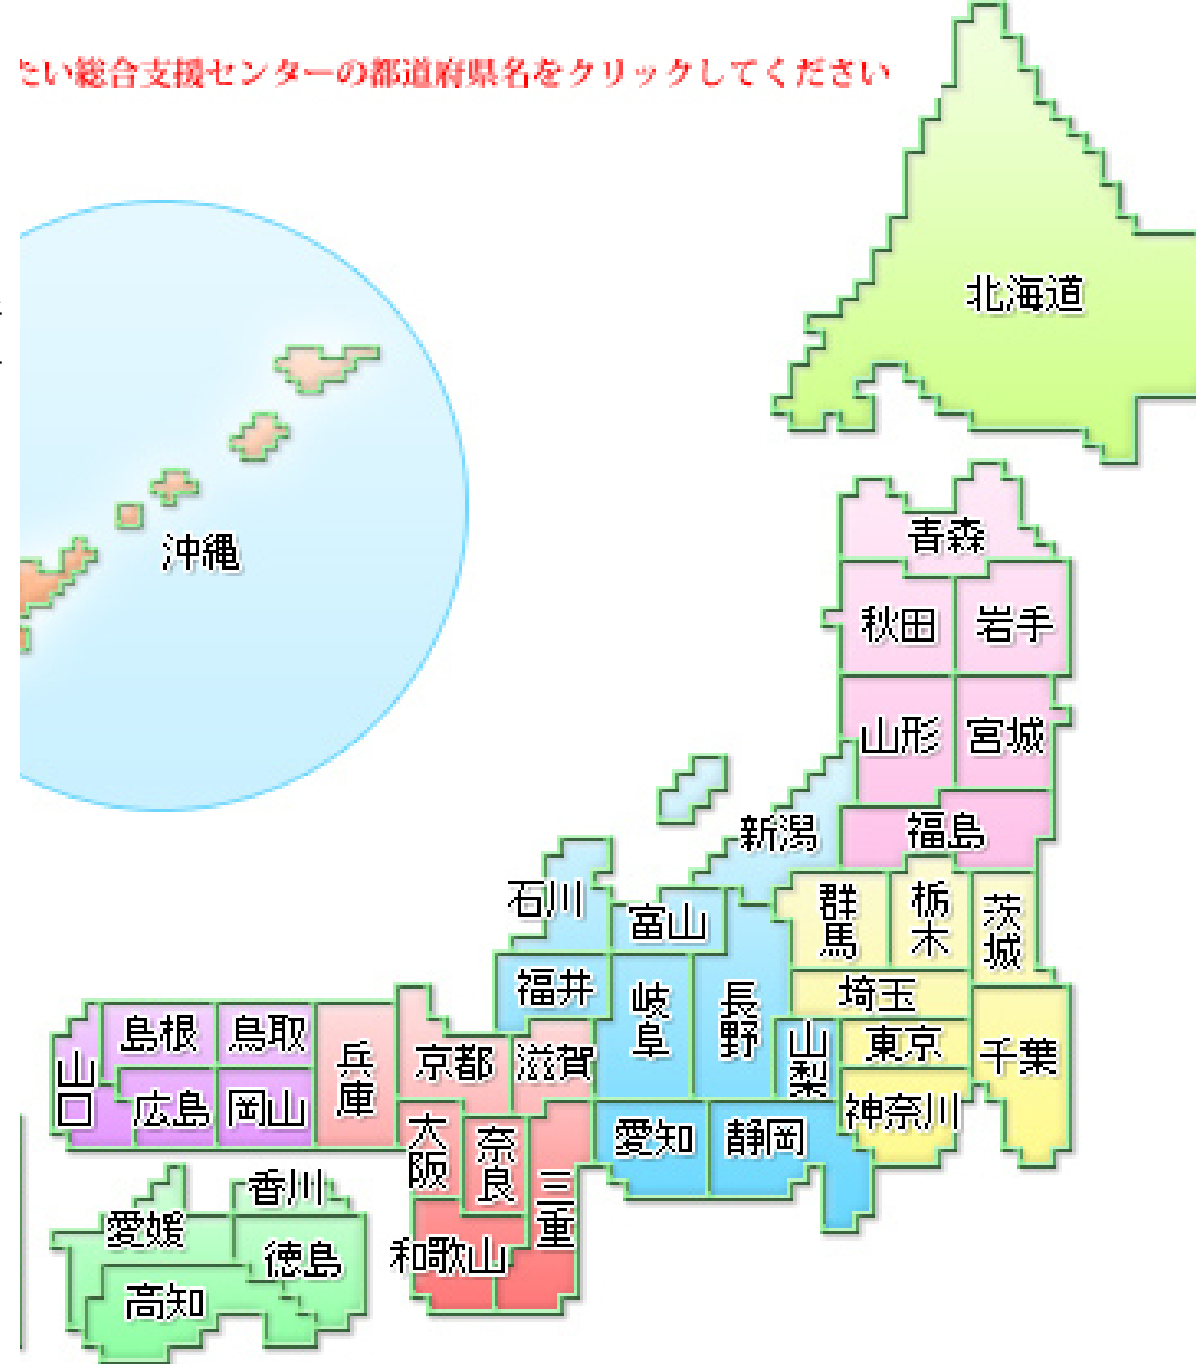 たい総合支援センターの都道府県名をクリックしてください
北海道
青森
沖縄
秋田
岩手
山形
宮城
新潟
福島
石川
富山
群馬
栃木
茨城
福井
岐阜
長野
埼玉
山梨
東京
千葉
島根
鳥取
兵庫
京都
滋賀
山口
広島
岡山
神奈川
大阪
奈良
愛知
静岡
三重
香川
愛媛
徳島
和歌山
高知